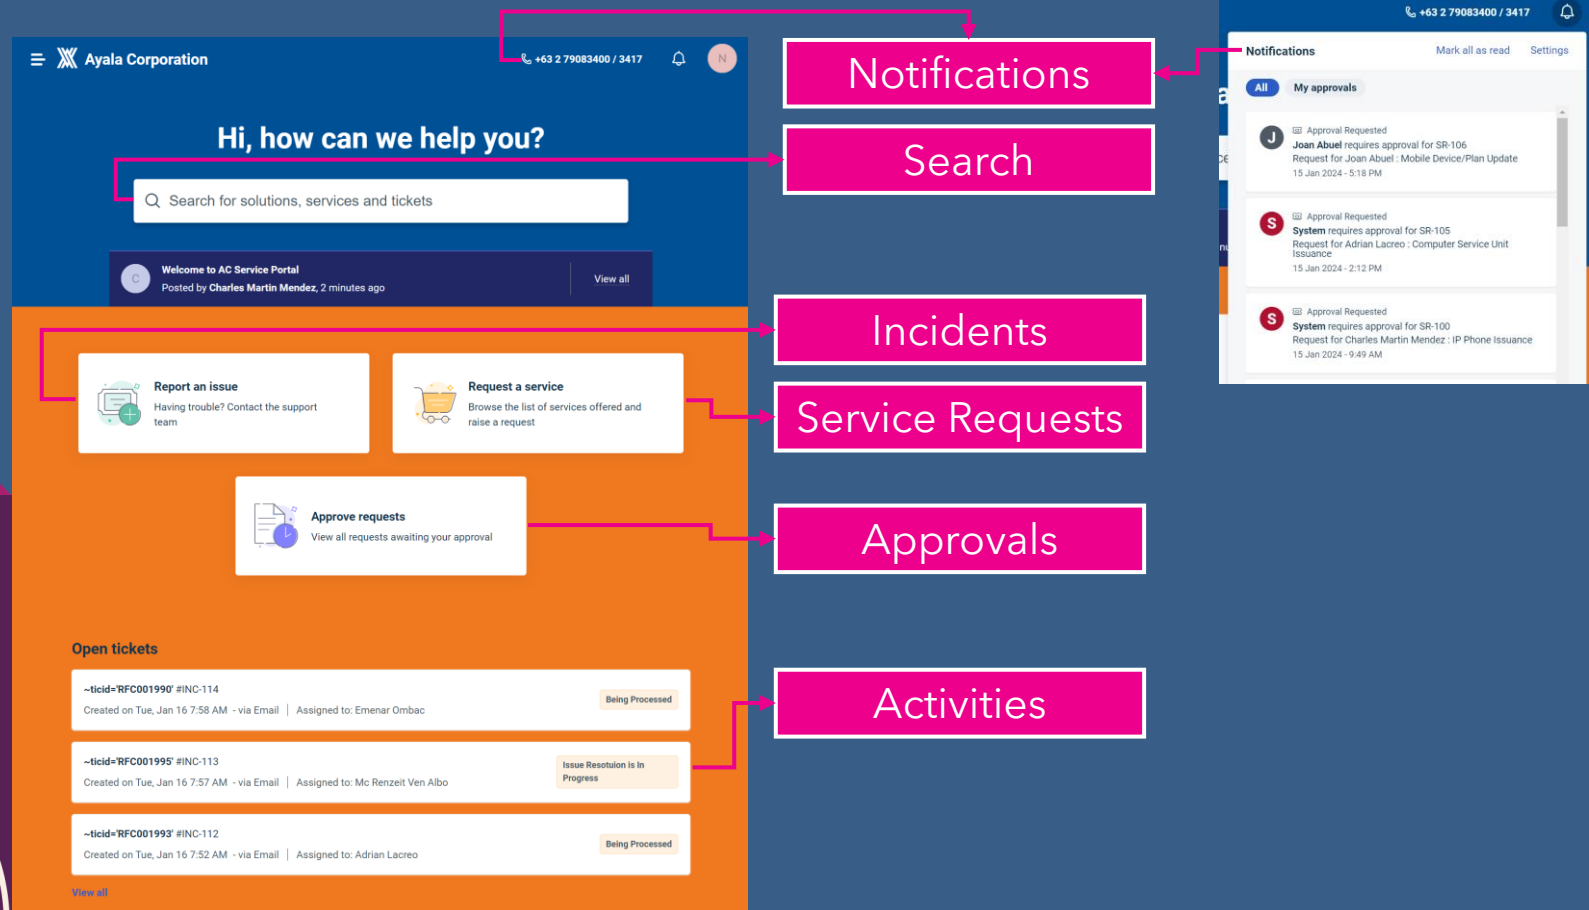 Ayala Corporation
+63 2 79083400 / 3417
N
Hi, how can we help you?
Search for solutions, services and tickets
C
Welcome to AC Service Portal
Posted by Charles Martin Mendez, 2 minutes ago
View all
Report an issue
Having trouble? Contact the support
team
Request a service
Browse the list of services offered and
raise a request
Approve requests
View all requests awaiting your approval
Open tickets
~ticid='RFC001990' #INC-114
Created on Tue, Jan 16 7:58 AM - via Email | Assigned to: Emenar Ombac
Being Processed
~ticid='RFC001995' #INC-113
Created on Tue, Jan 16 7:57 AM - via Email | Assigned to: Mc Renzeit Ven Albo
Issue Resotuion is In
Progress
~ticid='RFC001993' #INC-112
Created on Tue, Jan 16 7:52 AM - via Email | Assigned to: Adrian Lacreo
Being Processed
View all
Notifications
Search
Incidents
Service Requests
Approvals
Activities
+63 2 79083400 / 3417
Notifications
Mark all as read
Settings
All
My approvals
J
Approval Requested
Joan Abuel requires approval for SR-106
Request for Joan Abuel : Mobile Device/Plan Update
15 Jan 2024 - 5:18 PM
S
Approval Requested
System requires approval for SR-105
Request for Adrian Lacreo : Computer Service Unit
Issuance
15 Jan 2024 - 2:12 PM
S
Approval Requested
System requires approval for SR-100
Request for Charles Martin Mendez : IP Phone Issuance
15 Jan 2024 - 9:49 AM